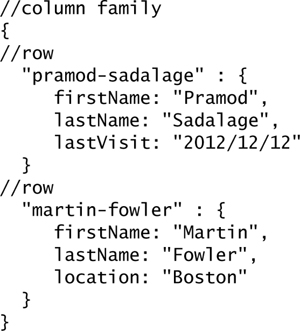 //column family
{
//row
  "pramod-sadalage" : {
     firstName: "Pramod",
     lastName: "Sadalage",
     lastVisit: "2012/12/12"
  }
//row
  "martin-fowler" : {
     firstName: "Martin",
     lastName: "Fowler",
     location: "Boston"
  }
}